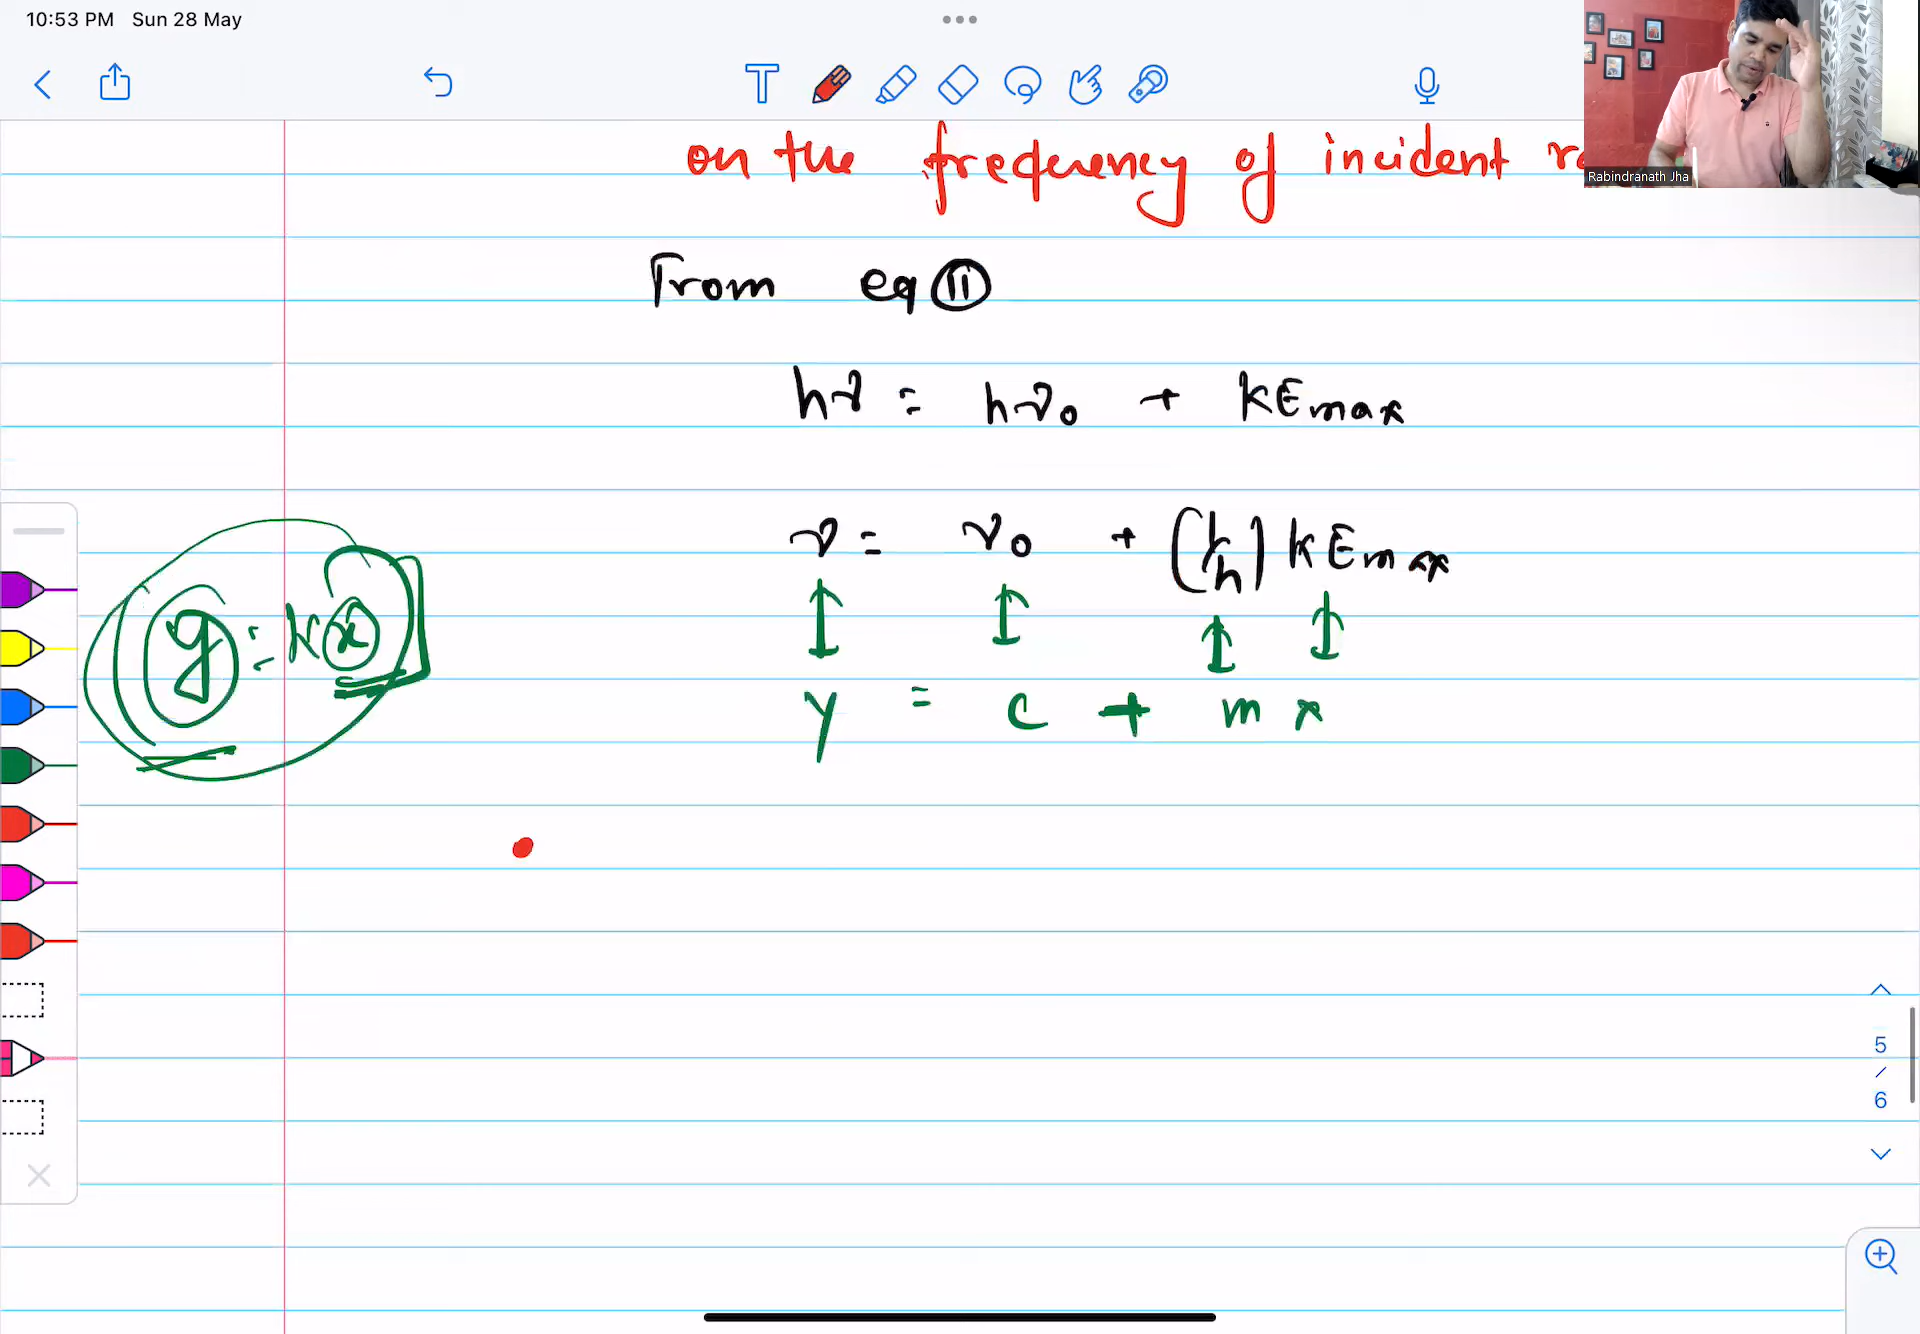 10:53 PM Sun 28 May
T
Rabindranath Jha
on the frequency of incident
From eq (II)
hν = hν₀ + KEmax
ν = ν₀ + (1/h) KEmax
y = kx
y = c + m x
5
/
6